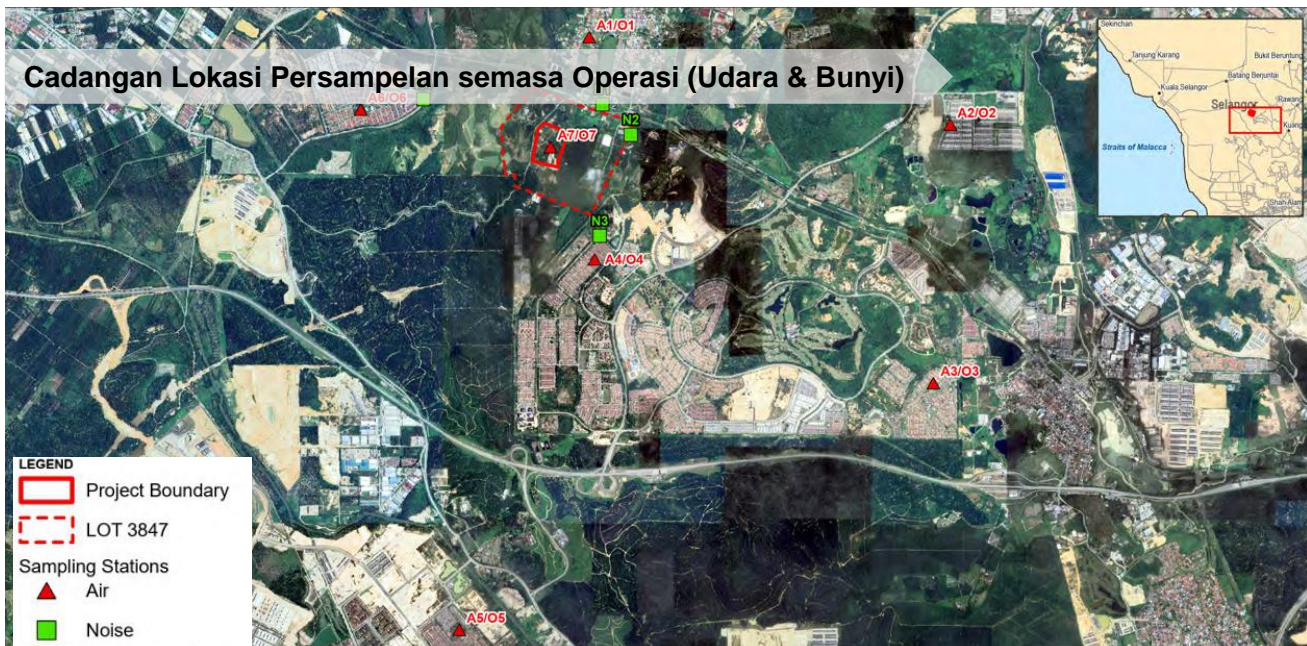 A1/O1
Cadangan Lokasi Persampelan semasa Operasi (Udara & Bunyi)
A6/O6
N2
A2/O2
A7/O7
N3
A4/O4
A3/O3
A5/O5
Sekinchan
Tanjung Karang
Bukit Beruntung
Batang Berjuntai
Kuala Selangor
Selangor
Rawang
Kuang
Straits of Malacca
Shah Alam
LEGEND
Project Boundary
LOT 3847
Sampling Stations
Air
Noise